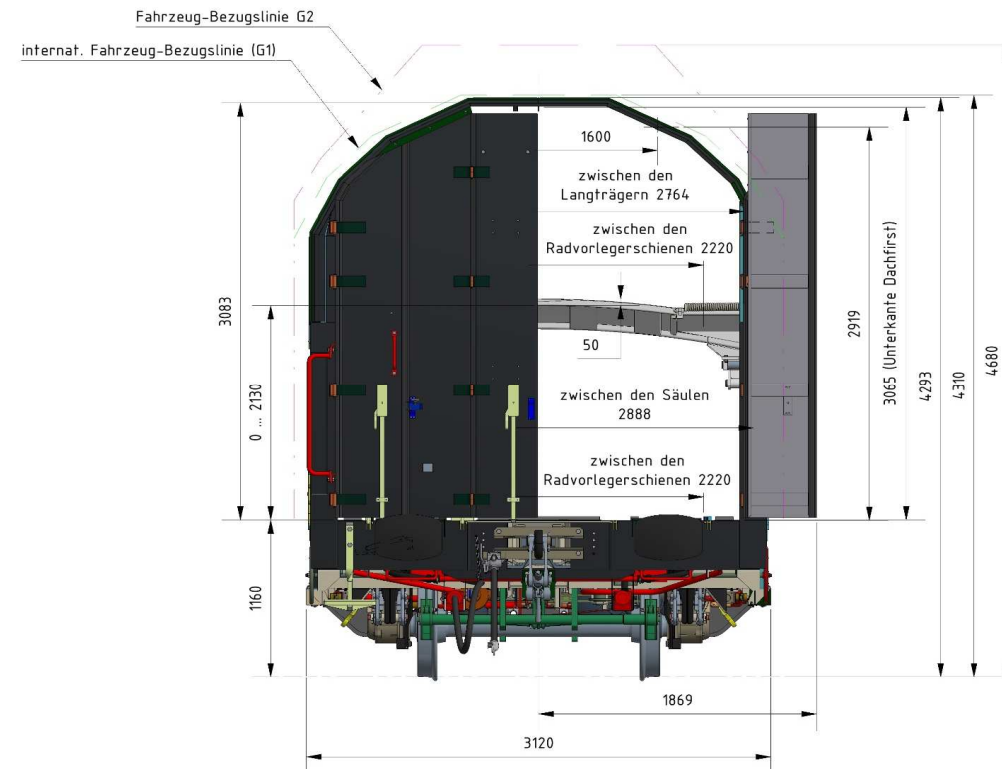 Fahrzeug-Bezugslinie G2
internat. Fahrzeug-Bezugslinie (G1)
1600
zwischen den
Langträgern 2764
zwischen den
Radvorlegerschienen 2220
50
zwischen den Säulen
2888
zwischen den
Radvorlegerschienen 2220
3083
0 ... 2130
1160
2919
3065 (Unterkante Dachfirst)
4293
4310
4680
1869
3120